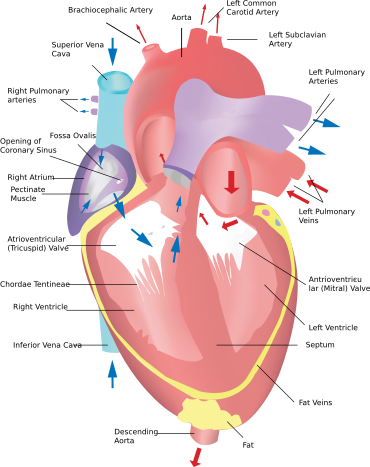 Brachiocephalic Artery
Aorta
Left Common
Carotid Artery
Left Subclavian
Artery
Superior Vena
Cava
Left Pulmonary
Arteries
Right Pulmonary
arteries
Fossa Ovalis
Opening of
Coronary Sinus
Right Atrium
Pectinate
Muscle
Left Pulmonary
Veins
Atrioventricular
(Tricuspid) Valve
Chordae Tentineae
Antrioventricu
lar (Mitral) Valve
Right Ventricle
Left Ventricle
Inferior Vena Cava
Septum
Fat Veins
Descending
Aorta
Fat